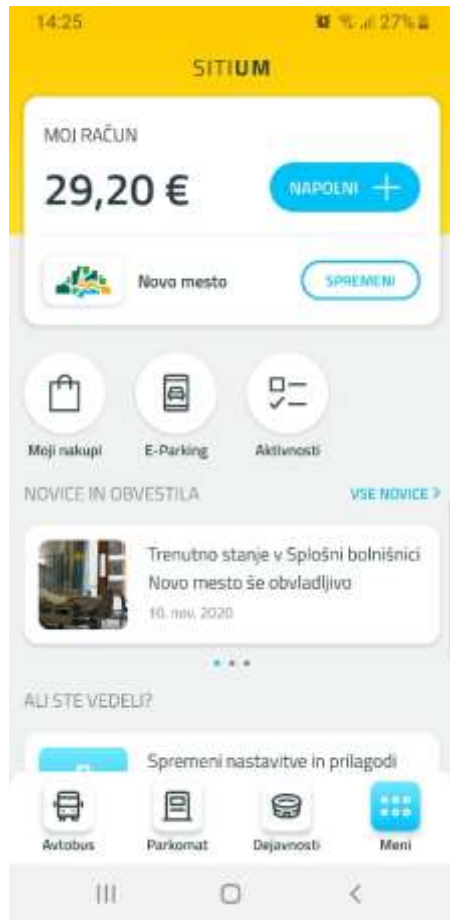 14:25
27%
SITIUM
MOJ RAČUN
29,20 €
NAPOLNI
Novo mesto
SPREMENI
Moji nakupi
E-Parking
Aktivnosti
NOVICE IN OBVESTILA
VSE NOVICE >
Trenutno stanje v Splošni bolnišnici
Novo mesto še obvladljivo
10. nov. 2020
ALI STE VEDELI?
Spremeni nastavitve in prilagodi
Avtobus
Parkomat
Dejavnosti
Meni